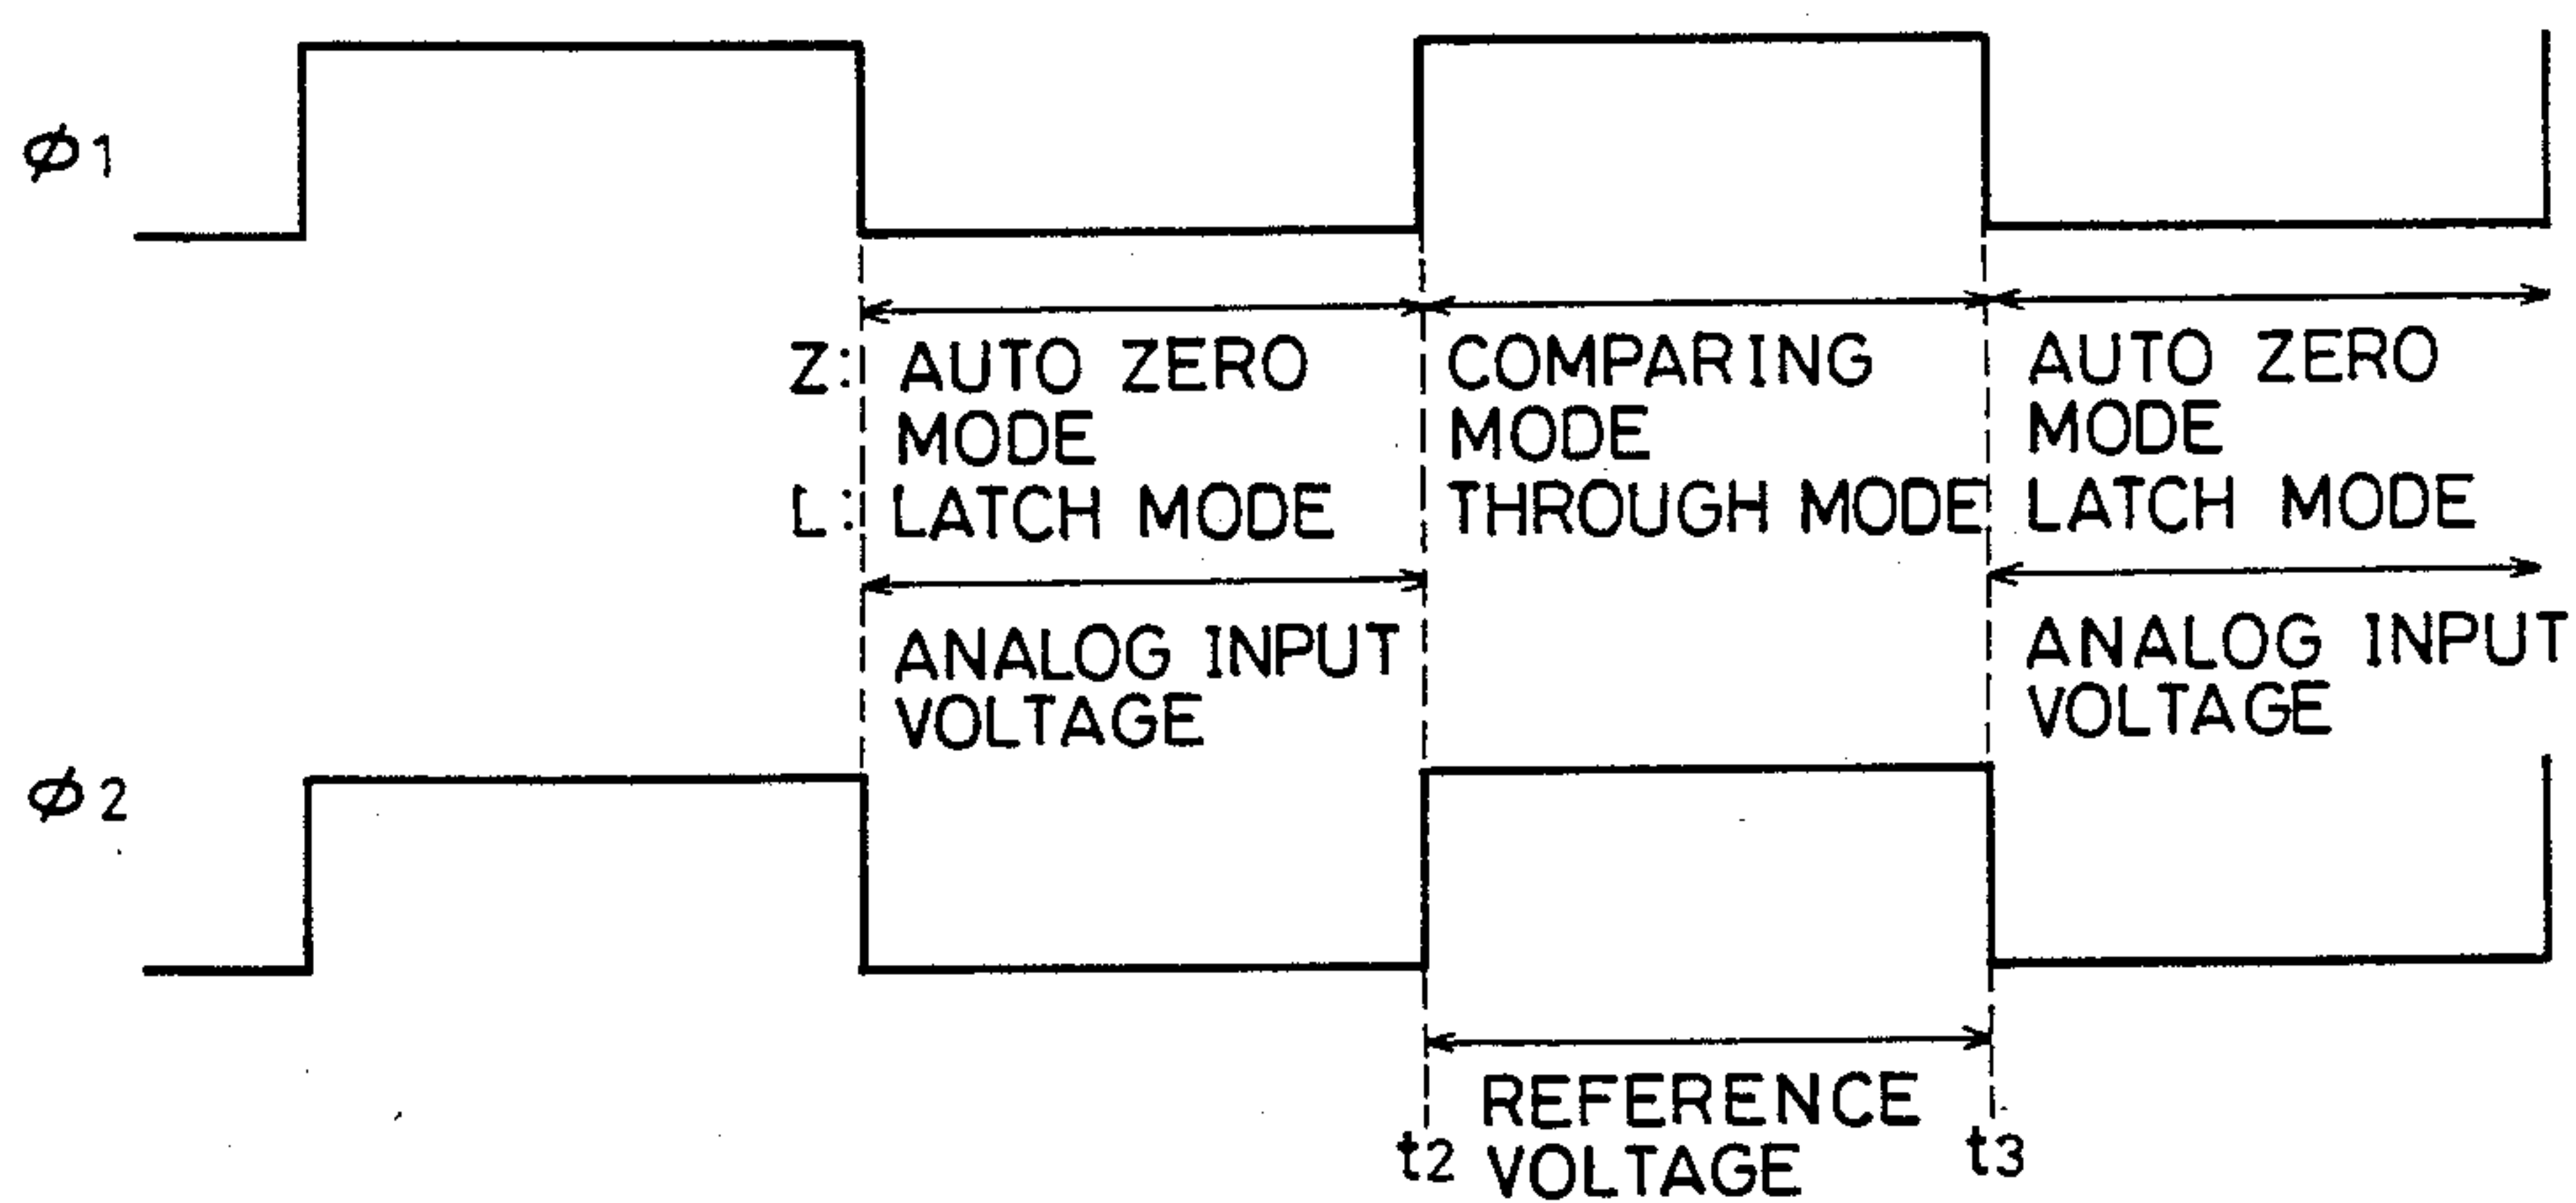 φ1
Z: AUTO ZERO MODE
L: LATCH MODE
COMPARING MODE
THROUGH MODE
AUTO ZERO MODE
LATCH MODE
ANALOG INPUT
VOLTAGE
ANALOG INPUT
VOLTAGE
φ2
REFERENCE
VOLTAGE
t2
t3